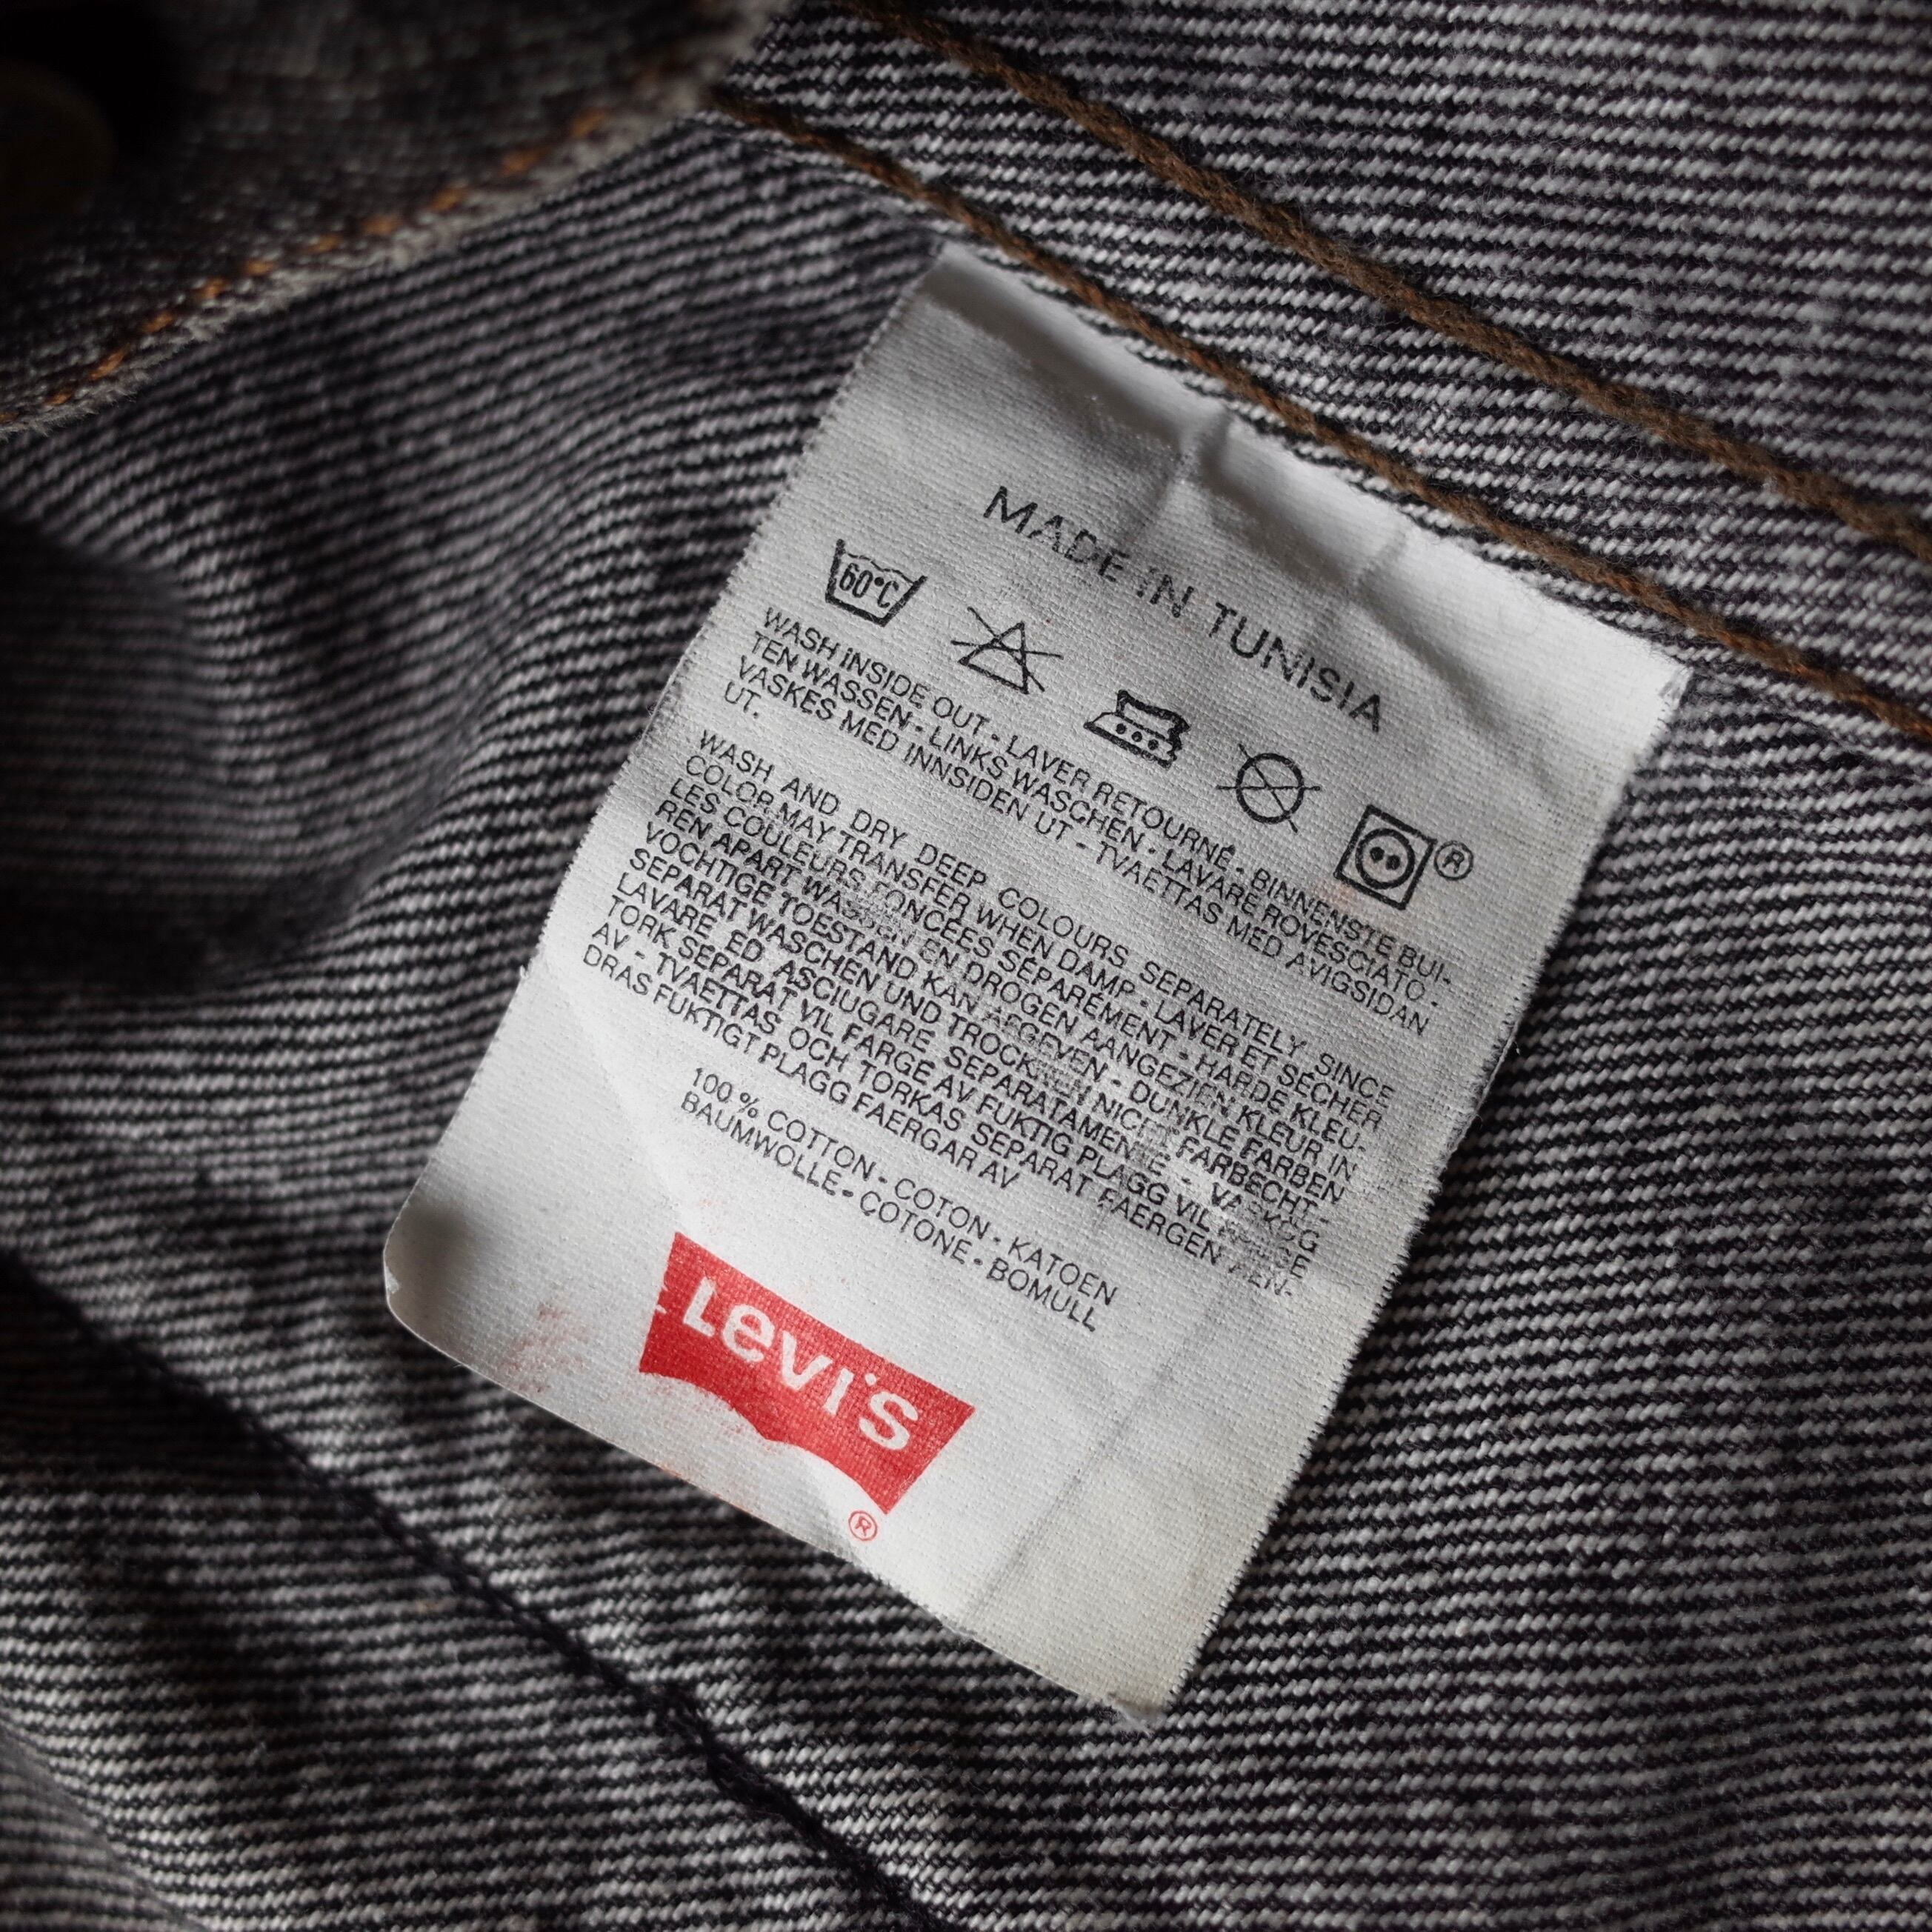 MADE IN TUNISIA
60°C
®
WASH INSIDE OUT - LAVER RETOURNÉ - BINNENSTE BUI-
TEN WASSEN - LINKS WASCHEN - LAVARE ROVESCIATO -
VASKES MED INNSIDEN UT - TVAETTAS MED AVIGSIDAN
UT.
WASH AND DRY DEEP COLOURS SEPARATELY SINCE
COLOR MAY TRANSFER WHEN DAMP - LAVER ET SÉCHER
LES COULEURS FONCÉES SÉPARÉMENT - HARDE KLEU-
REN APART WASSEN EN DROGEN AANGEZIEN KLEUR IN
VOCHTIGE TOESTAND KAN AFGEVEN - DUNKLE FARBEN
SEPARAT WASCHEN UND TROCKNEN NICHT FARBECHT -
LAVARE ED ASCIUGARE SEPARATAMENTE - VASK OG
TORK SEPARAT VIL FARGE AV FUKTIG PLAGG VIL FARGE
AV - TVAETTAS OCH TORKAS SEPARAT FAERGEN AEN-
DRAS FUKTIGT PLAGG FAERGAR AV
100 % COTTON - COTON - KATOEN
BAUMWOLLE - COTONE - BOMULL
Levi's
®